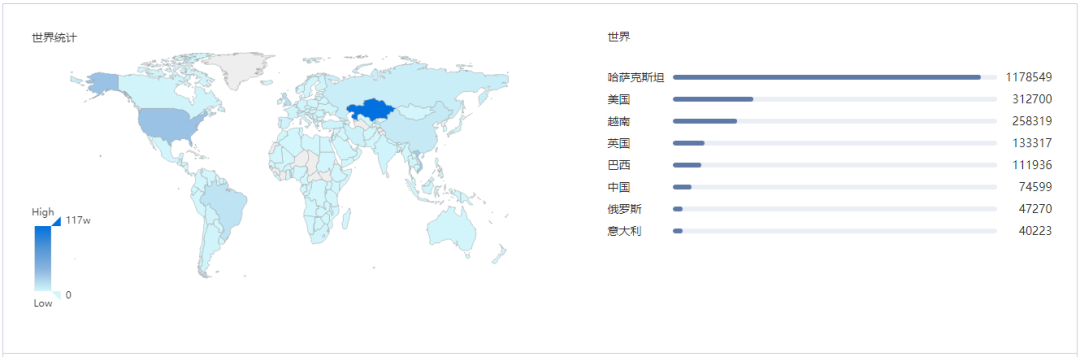 世界统计
High
117w
0
Low
世界
哈萨克斯坦 1178549
美国 312700
越南 258319
英国 133317
巴西 111936
中国 74599
俄罗斯 47270
意大利 40223